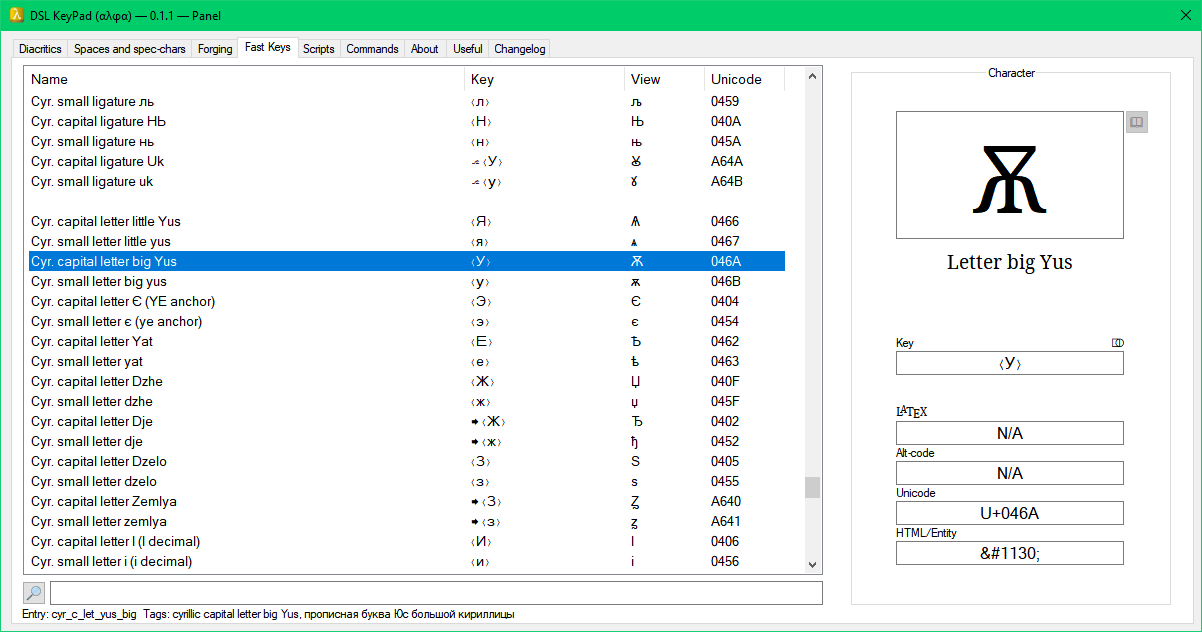 DSL KeyPad (αλφα) — 0.1.1 — Panel
Diacritics Spaces and spec-chars Forging Fast Keys Scripts Commands About Useful Changelog
Name Key View Unicode
Cyr. small ligature ль ⟨л⟩ љ 0459
Cyr. capital ligature НЬ ⟨Н⟩ Њ 040A
Cyr. small ligature нь ⟨н⟩ њ 045A
Cyr. capital ligature Uk ⟨У⟩ Ꙋ A64A
Cyr. small ligature uk ⟨у⟩ ꙋ A64B
Cyr. capital letter little Yus ⟨Я⟩ Ѧ 0466
Cyr. small letter little yus ⟨я⟩ ѧ 0467
Cyr. capital letter big Yus ⟨У⟩ Ѫ 046A
Cyr. small letter big yus ⟨у⟩ ѫ 046B
Cyr. capital letter Є (YE anchor) ⟨Э⟩ Є 0404
Cyr. small letter є (ye anchor) ⟨э⟩ є 0454
Cyr. capital letter Yat ⟨Е⟩ Ѣ 0462
Cyr. small letter yat ⟨е⟩ ѣ 0463
Cyr. capital letter Dzhe ⟨Ж⟩ Џ 040F
Cyr. small letter dzhe ⟨ж⟩ џ 045F
Cyr. capital letter Dje 🠚⟨Ж⟩ Ђ 0402
Cyr. small letter dje 🠚⟨ж⟩ ђ 0452
Cyr. capital letter Dzelo ⟨З⟩ Ѕ 0405
Cyr. small letter dzelo ⟨з⟩ ѕ 0455
Cyr. capital letter Zemlya 🠚⟨З⟩ Ꙁ A640
Cyr. small letter zemlya 🠚⟨з⟩ ꙁ A641
Cyr. capital letter I (I decimal) ⟨И⟩ І 0406
Cyr. small letter i (i decimal) ⟨и⟩ і 0456
Entry: cyr_c_let_yus_big Tags: cyrillic capital letter big Yus, прописная буква Юс большой кириллицы
Character
Ѫ
Letter big Yus
Key
⟨У⟩
LATEX
N/A
Alt-code
N/A
Unicode
U+046A
HTML/Entity
&#1130;